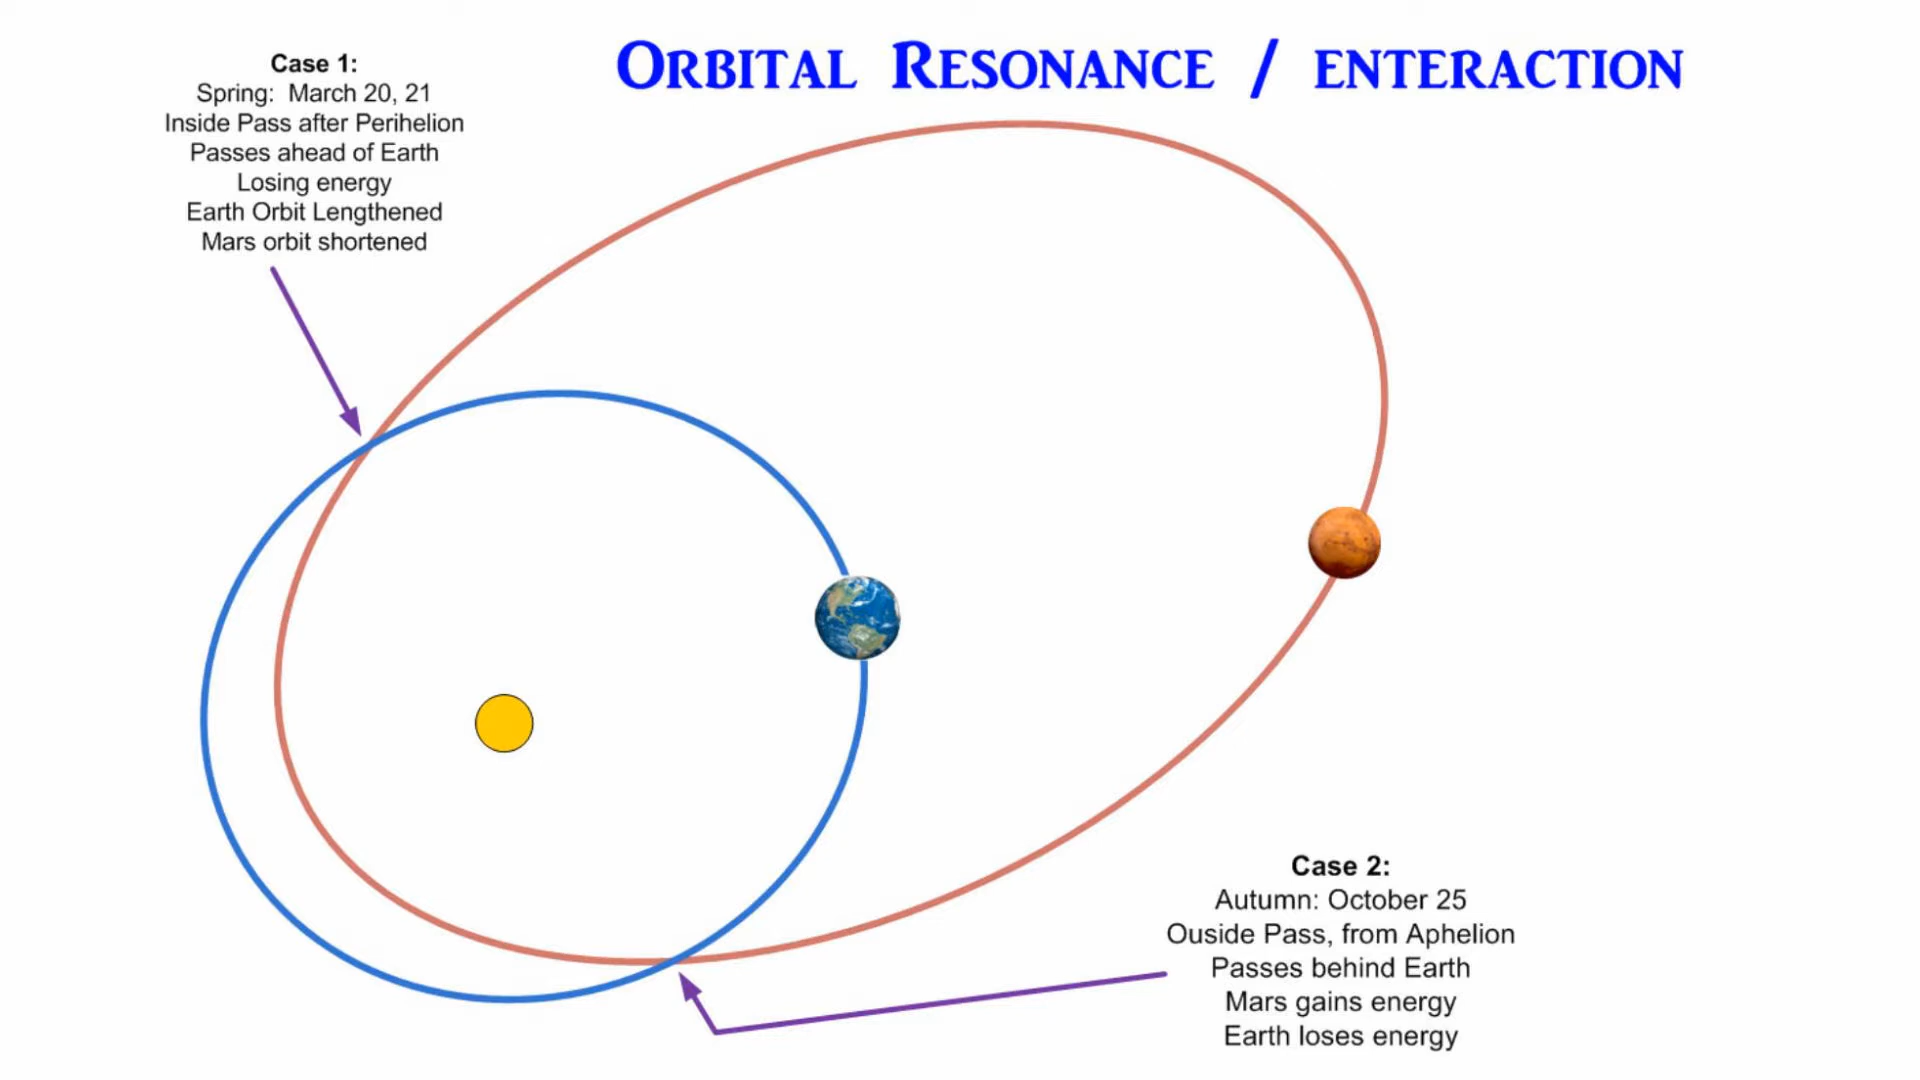 ORBITAL RESONANCE / ENTERACTION
Case 1:
Spring: March 20, 21
Inside Pass after Perihelion
Passes ahead of Earth
Losing energy
Earth Orbit Lengthened
Mars orbit shortened
Case 2:
Autumn: October 25
Ouside Pass, from Aphelion
Passes behind Earth
Mars gains energy
Earth loses energy